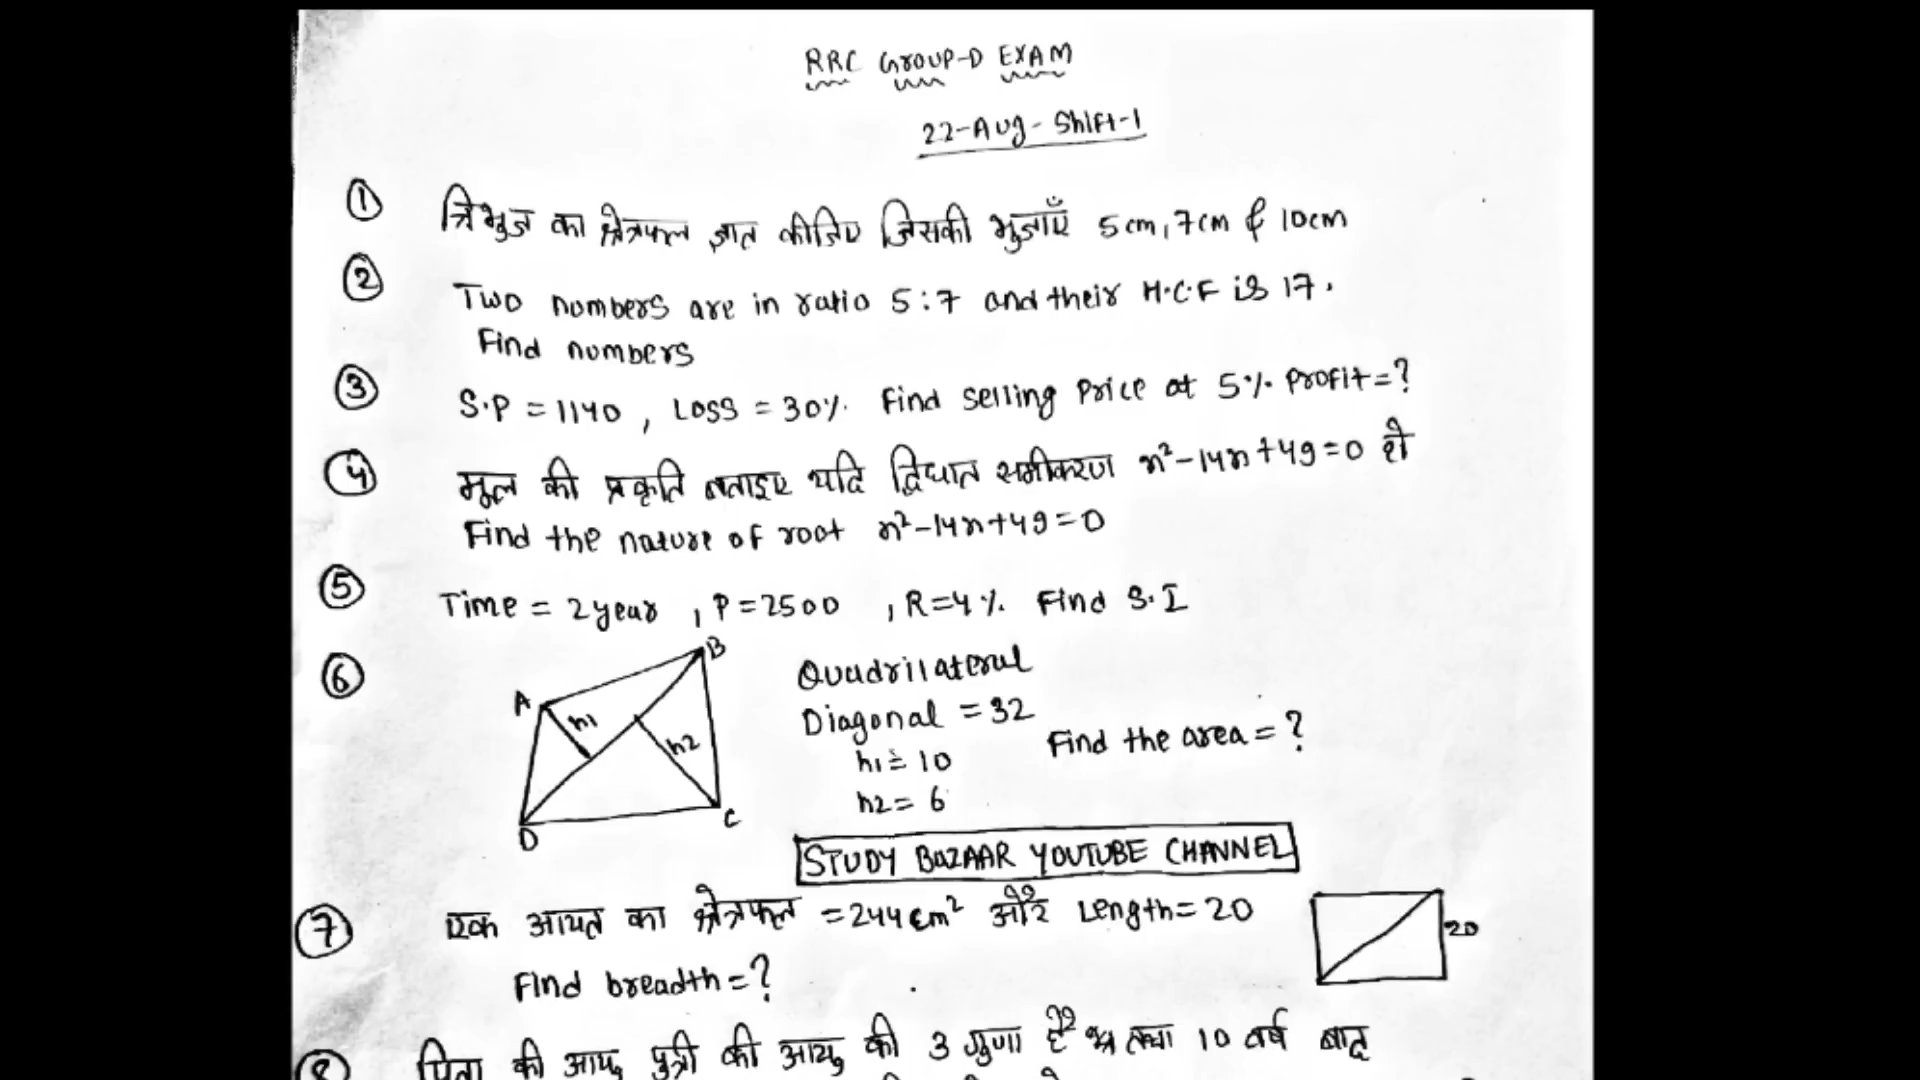 RRC GROUP-D EXAM
22-Aug-Shift-1
① त्रिभुज का क्षेत्रफल ज्ञात कीजिए जिसकी भुजाएँ 5cm, 7cm & 10cm
② Two numbers are in ratio 5:7 and their H.C.F is 17.
Find numbers
③ S.P = 1140, Loss = 30%. Find selling Price at 5% Profit=?
④ मूल की प्रकृति बताइए यदि द्विघात समीकरण x²-14x+49=0 हो
Find the nature of root x²-14x+49=0
⑤ Time = 2year, P=2500, R=4%. Find S.I
⑥ A B C D h1 h2
Quadrilateral
Diagonal = 32
h1= 10 Find the area=?
h2= 6
STUDY BAZAAR YOUTUBE CHANNEL
⑦ एक आयत का क्षेत्रफल =244cm² और Length=20
20
Find breadth=?
⑧ पिता की आयु पुत्री की आयु की 3 गुणा है तथा 10 वर्ष बाद